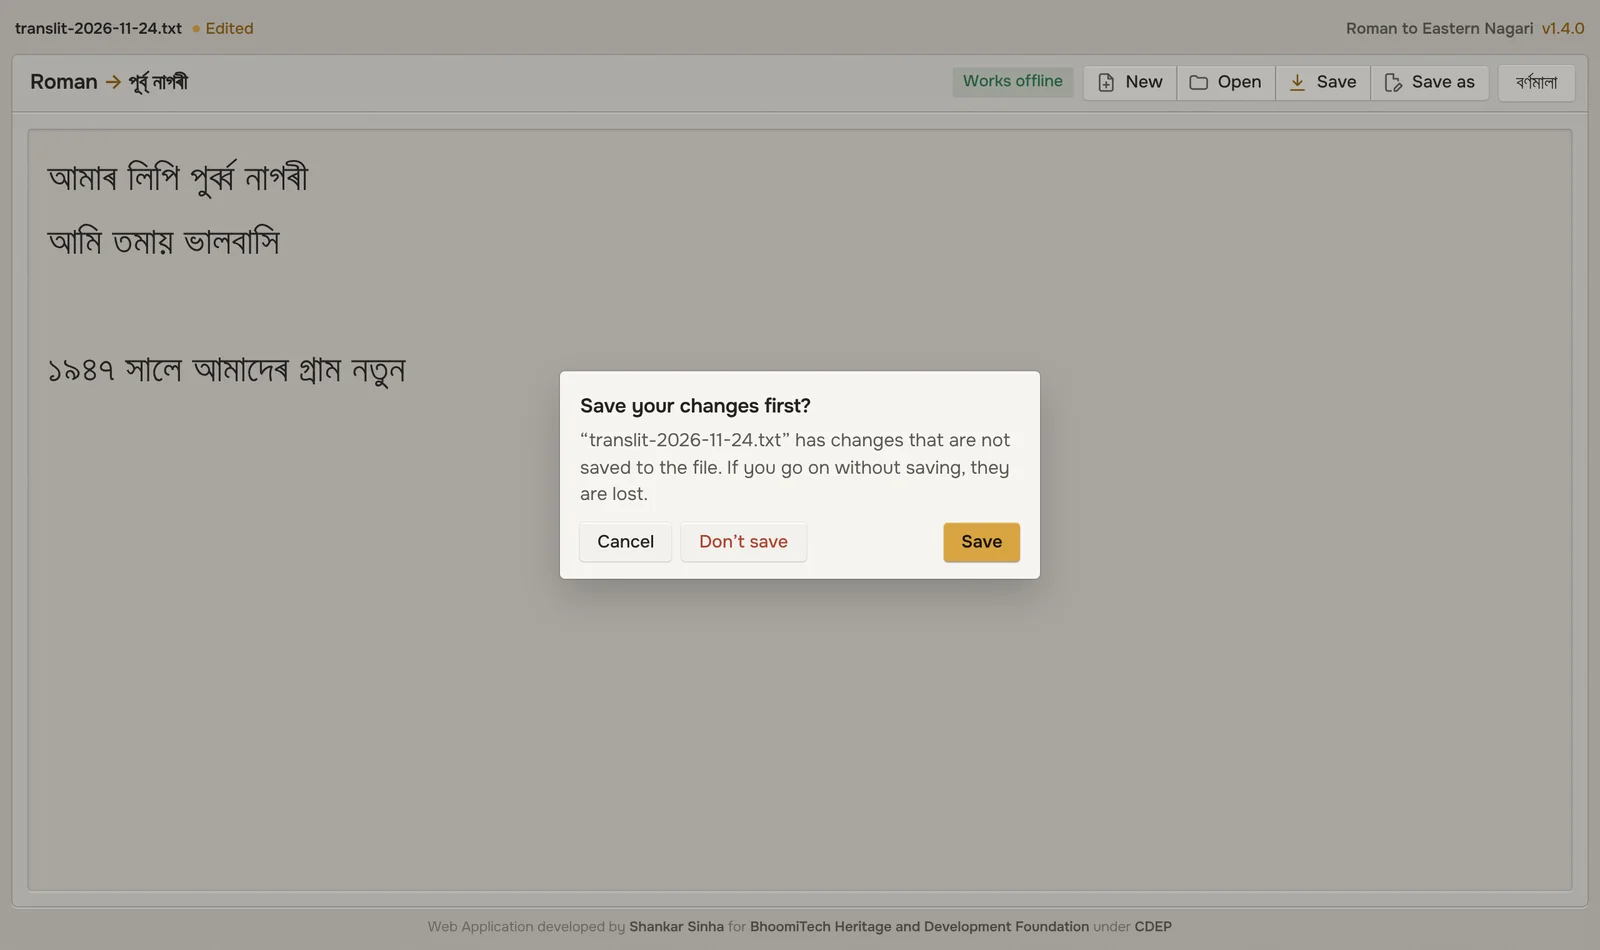 translit-2026-11-24.txt • Edited
Roman to Eastern Nagari v1.4.0
Roman → পূৰ্ব্ নাগৰী
Works offline
New
Open
Save
Save as
বৰ্ণমালা
আমাৰ লিপি পুৰ্ব্ব নাগৰী
আমি তমায় ভালবাসি
১৯৪৭ সালে আমাদেৰ গ্ৰাম নতুন
Save your changes first?
“translit-2026-11-24.txt” has changes that are not
saved to the file. If you go on without saving, they
are lost.
Cancel
Don’t save
Save
Web Application developed by Shankar Sinha for BhoomiTech Heritage and Development Foundation under CDEP